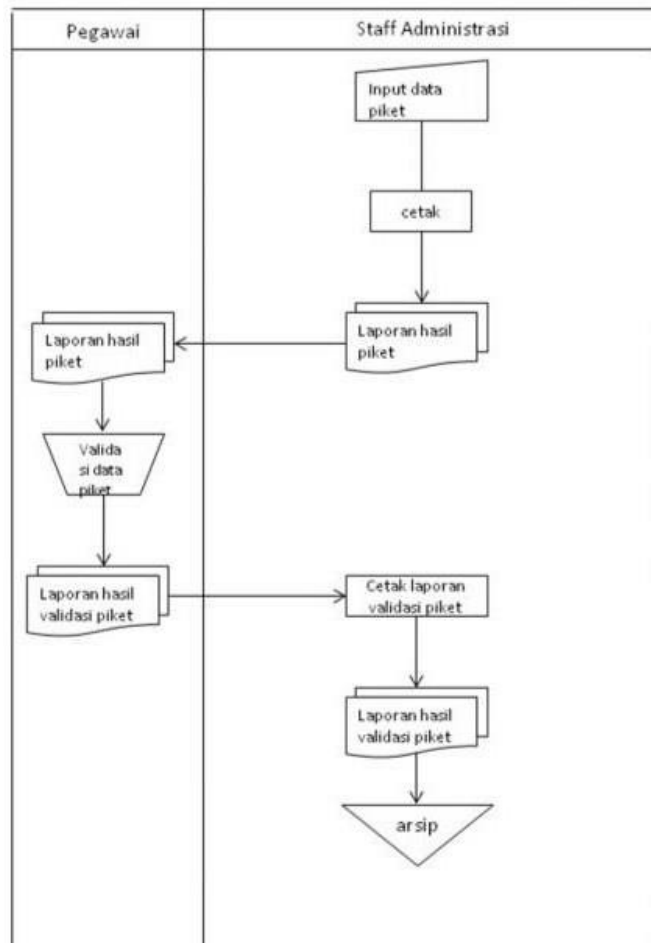 Pegawai
Staff Administrasi
Input data
piket
cetak
Laporan hasil
piket
Laporan hasil
piket
Valida
si data
piket
Laporan hasil
validasi piket
Cetak laporan
validasi piket
Laporan hasil
validasi piket
arsip